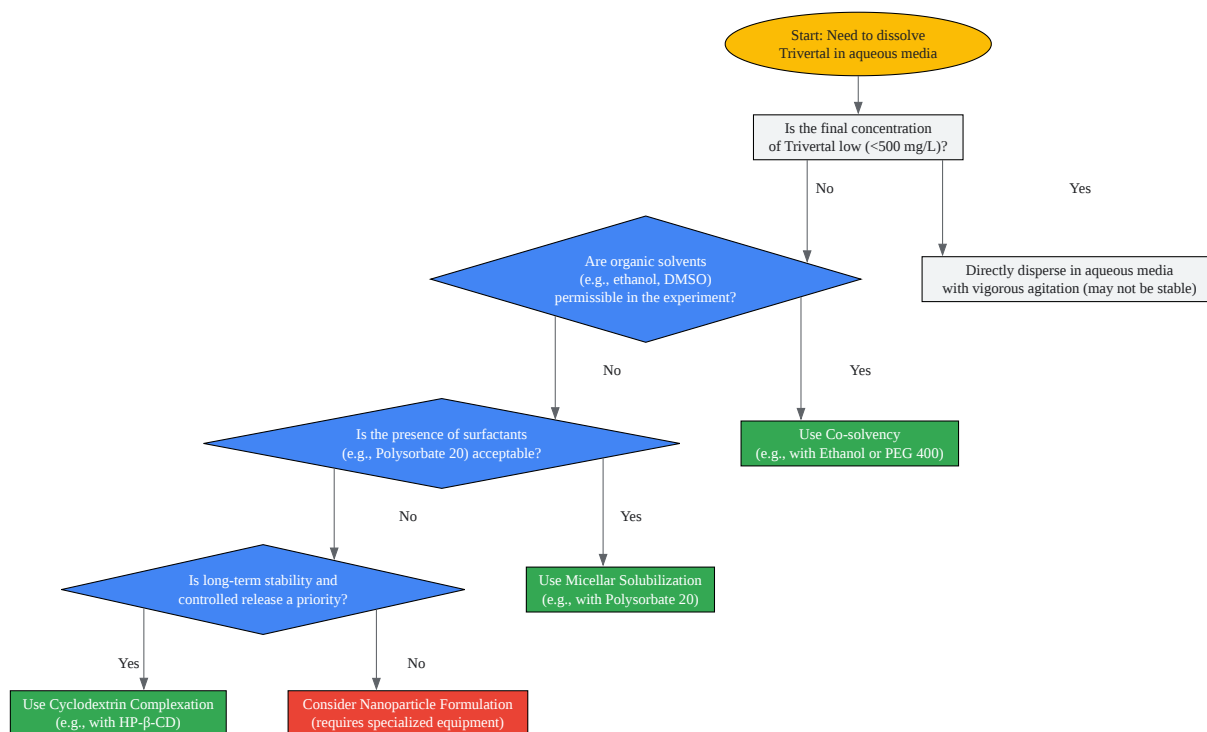 Start: Need to dissolve
Trivertal in aqueous media
Is the final concentration
of Trivertal low (<500 mg/L)?
No
Yes
Are organic solvents
(e.g., ethanol, DMSO)
permissible in the experiment?
Directly disperse in aqueous media
with vigorous agitation (may not be stable)
No
Yes
Is the presence of surfactants
(e.g., Polysorbate 20) acceptable?
Use Co-solvency
(e.g., with Ethanol or PEG 400)
No
Yes
Is long-term stability and
controlled release a priority?
Use Micellar Solubilization
(e.g., with Polysorbate 20)
Yes
No
Use Cyclodextrin Complexation
(e.g., with HP-β-CD)
Consider Nanoparticle Formulation
(requires specialized equipment)